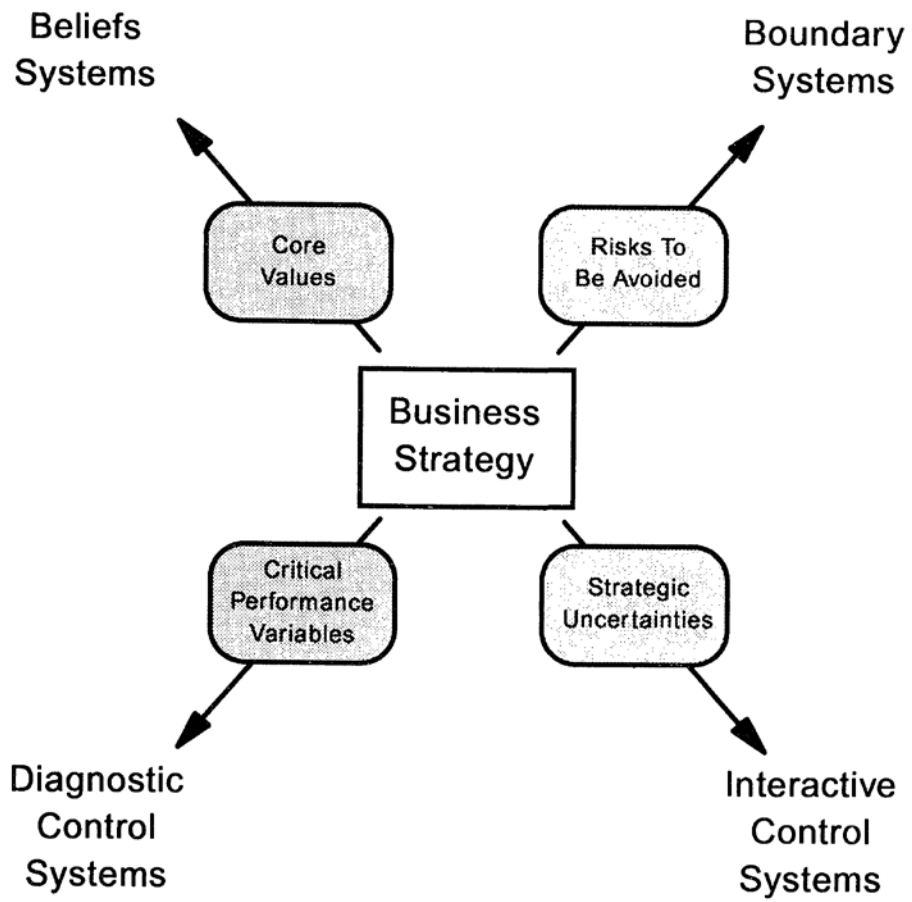 Beliefs
Systems
Boundary
Systems
Core
Values
Risks To
Be Avoided
Business
Strategy
Critical
Performance
Variables
Strategic
Uncertainties
Diagnostic
Control
Systems
Interactive
Control
Systems